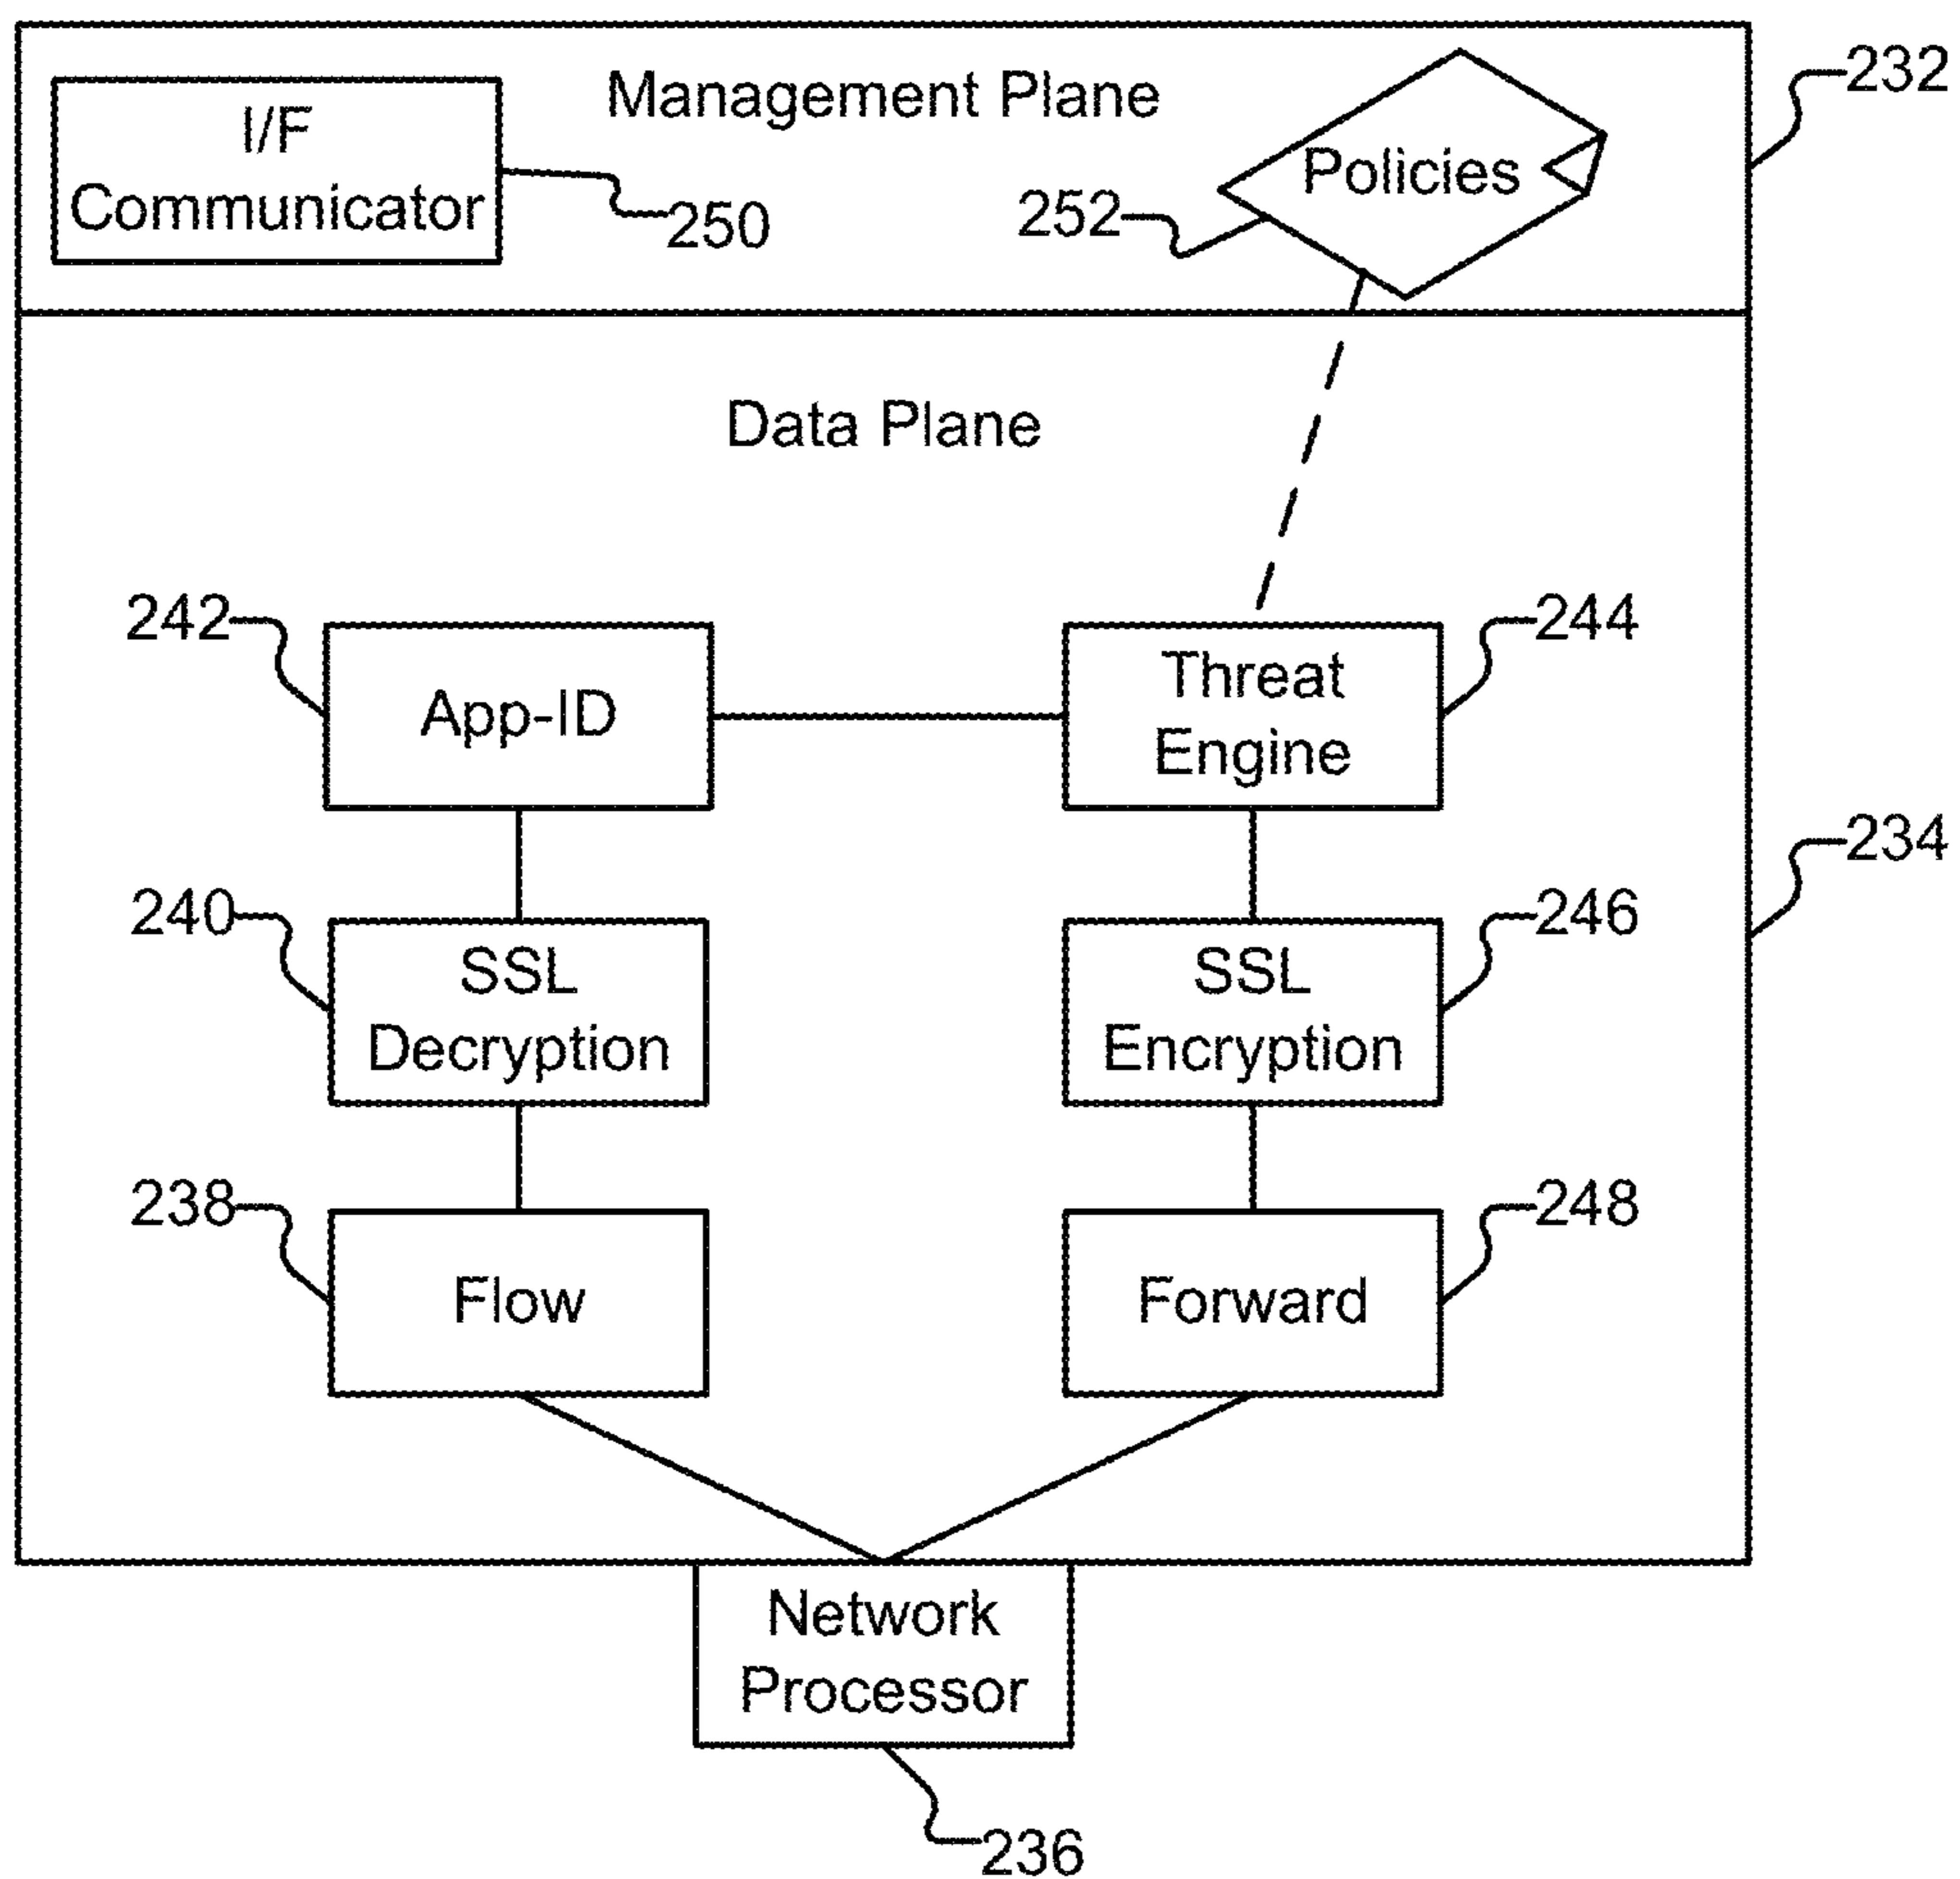 Management Plane
232
I/F
Communicator
250
Policies
252
Data Plane
242
App-ID
Threat
Engine
244
234
240
SSL
Decryption
SSL
Encryption
246
238
Flow
Forward
248
Network
Processor
236